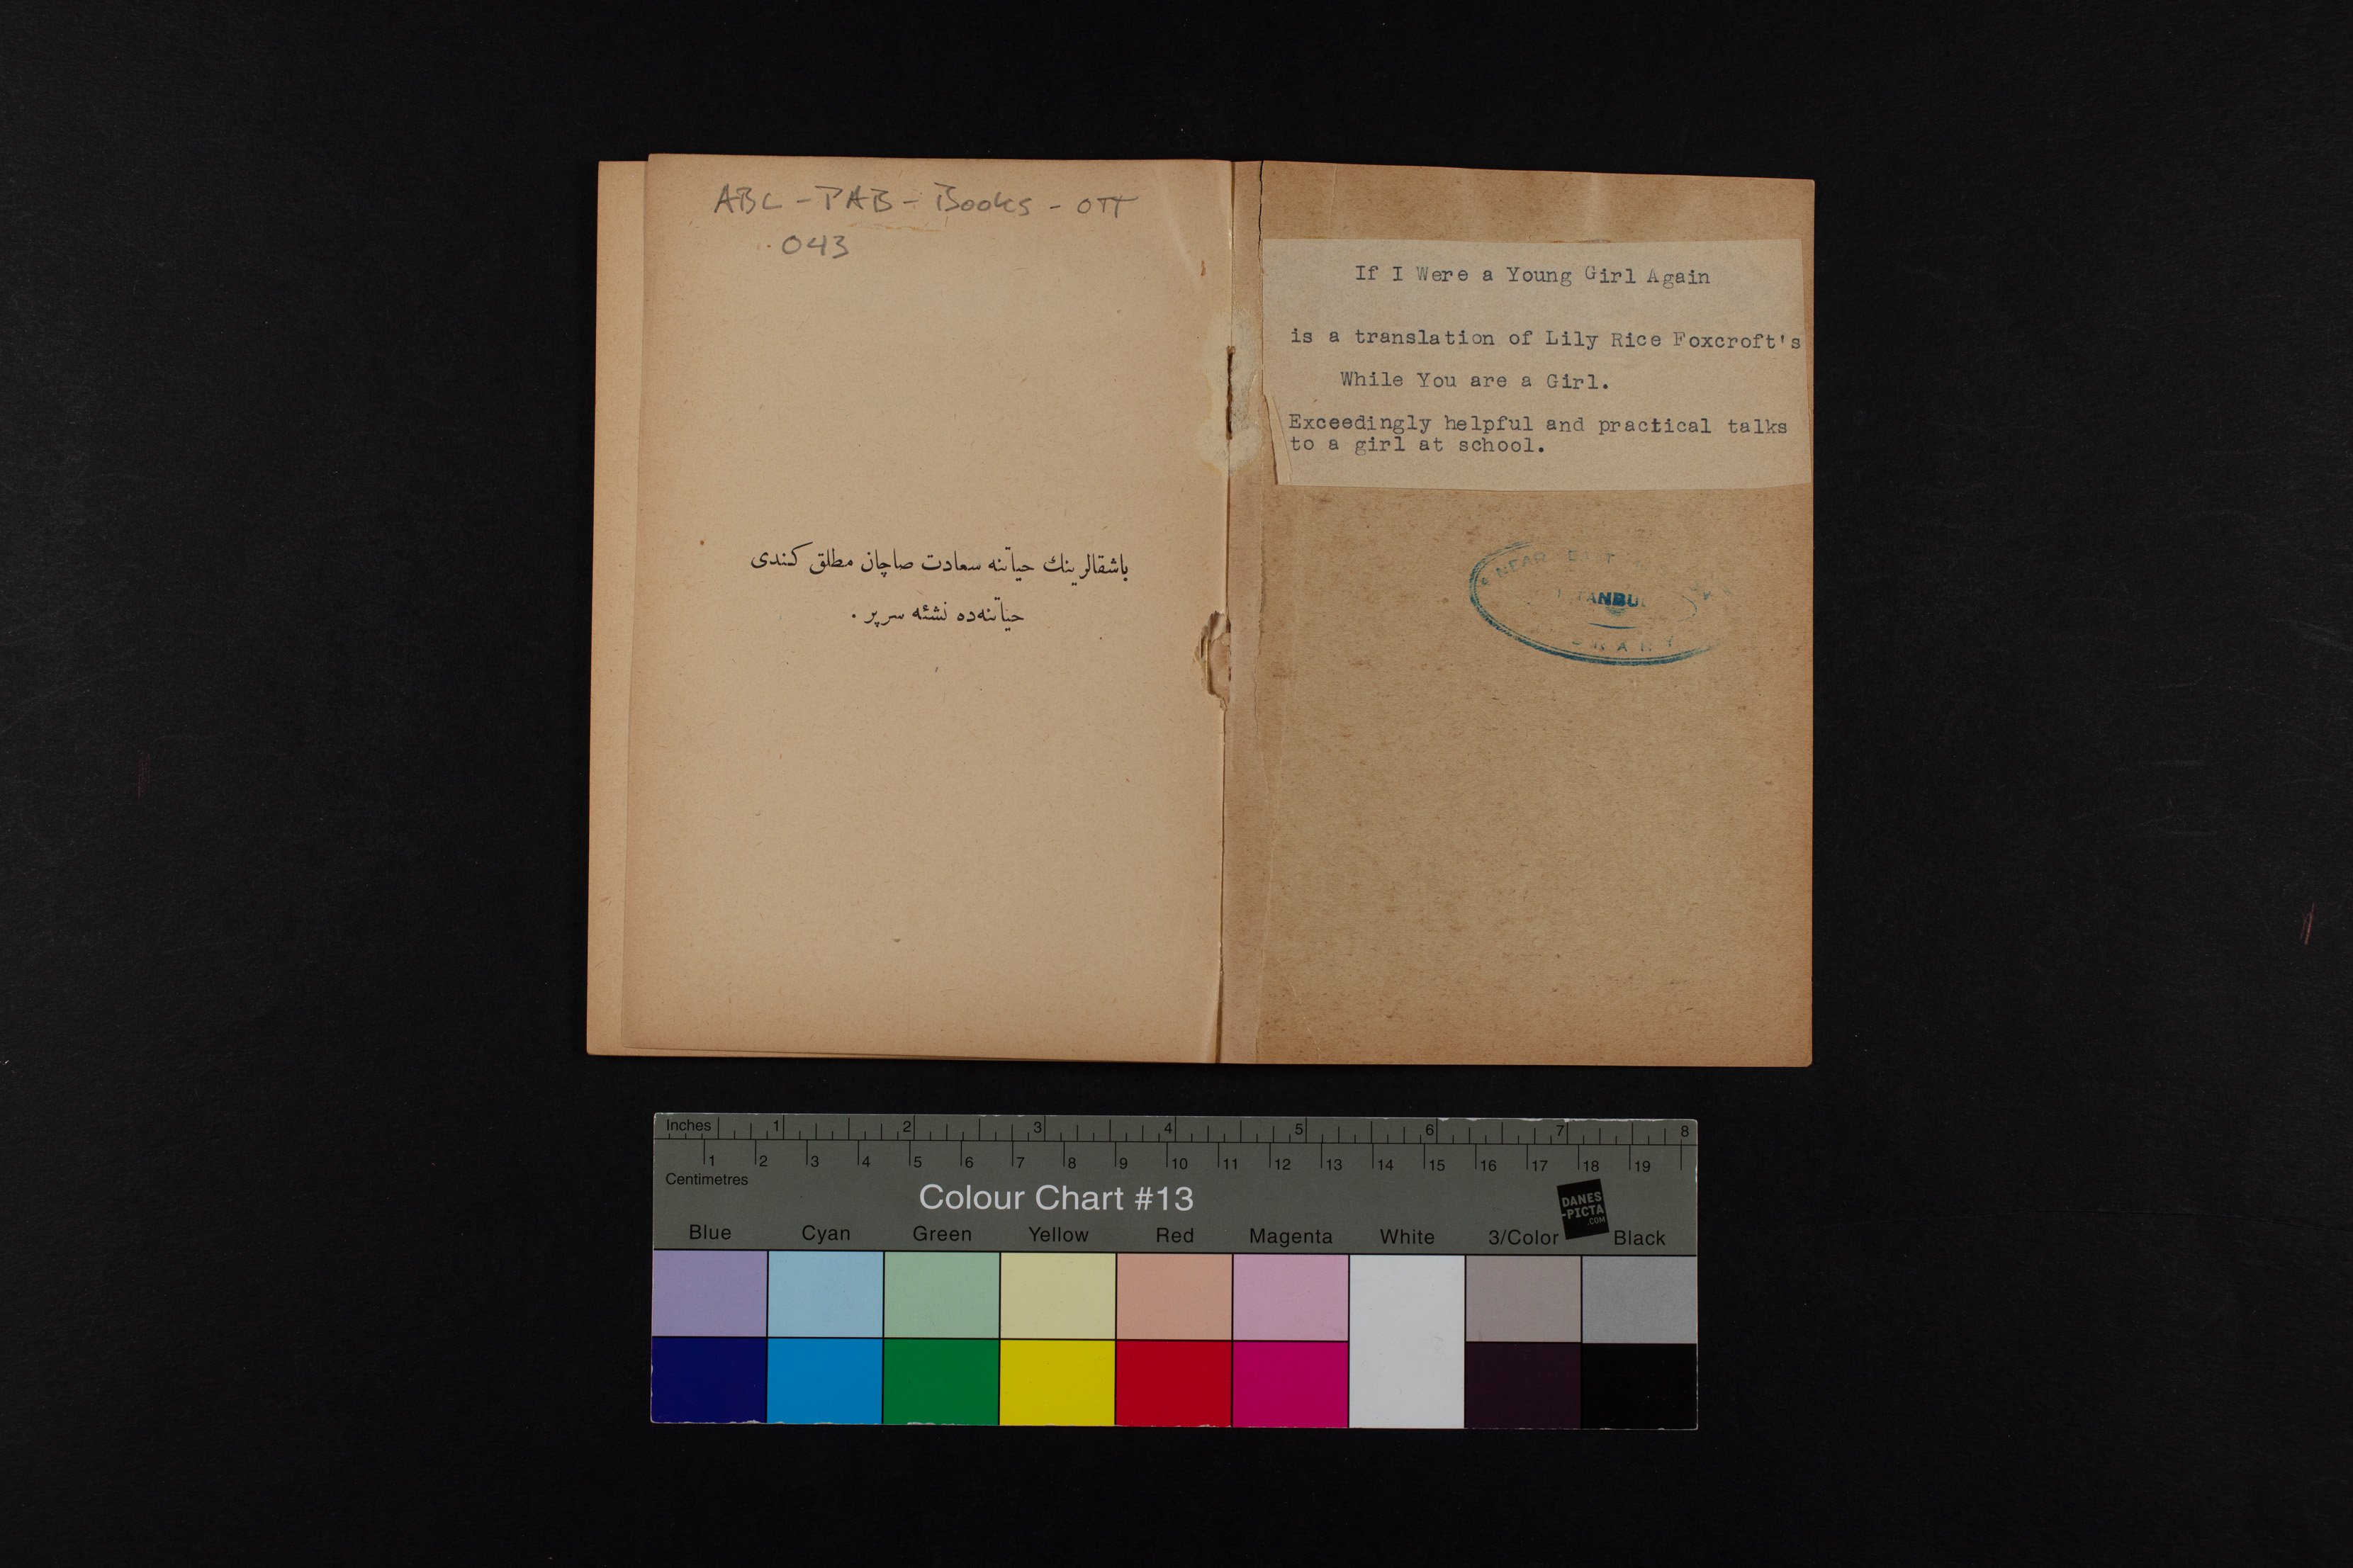 ABC - PAB - Books - OTT
043
باشقالرینك حیاتنه سعادت صاچان مطلق کندی
حیاتنه‌ده نشئه سرپر .
If I Were a Young Girl Again
is a translation of Lily Rice Foxcroft's
While You are a Girl.
Exceedingly helpful and practical talks
to a girl at school.
NEAR EAST
ISTANBUL
Inches 1 2 3 4 5 6 7 8
1 2 3 4 5 6 7 8 9 10 11 12 13 14 15 16 17 18 19
Centimetres
Colour Chart #13
DANES
-PICTA
.COM
Blue Cyan Green Yellow Red Magenta White 3/Color Black